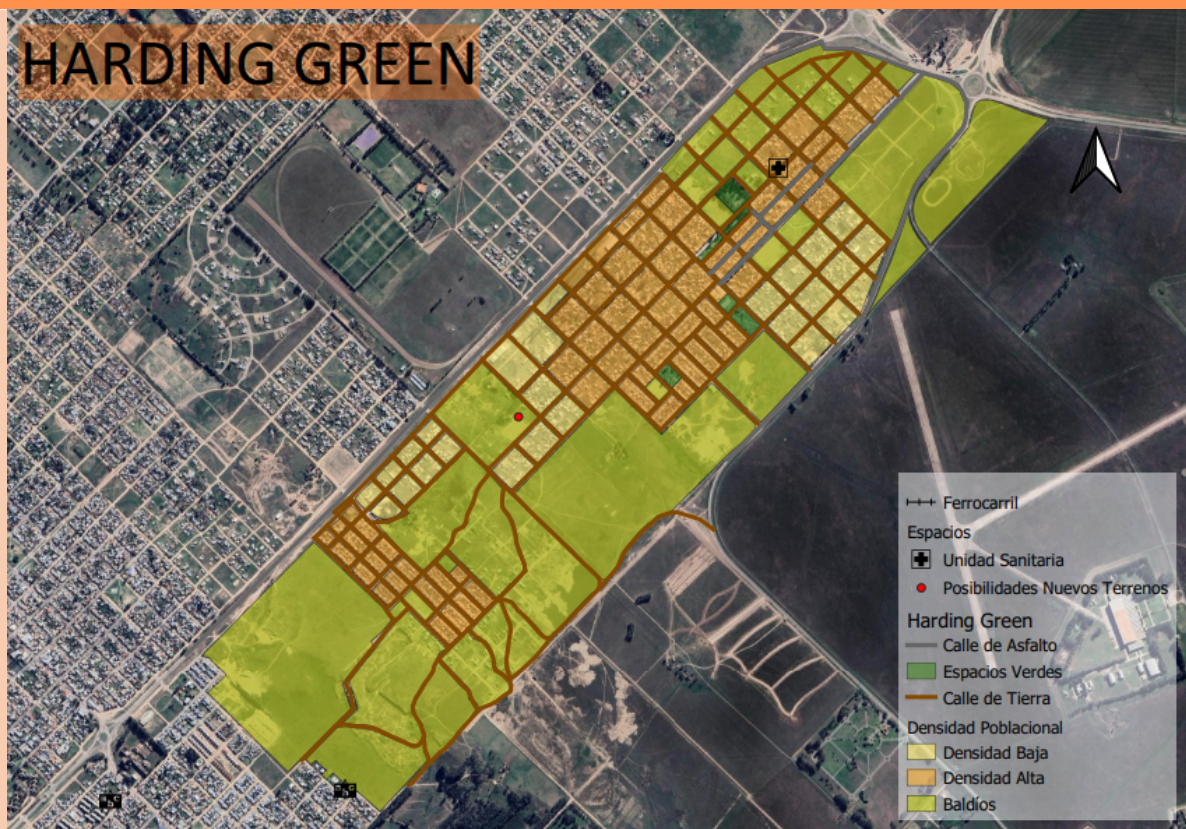 HARDING GREEN
Ferrocarril
Espacios
Unidad Sanitaria
Posibilidades Nuevos Terrenos
Harding Green
Calle de Asfalto
Espacios Verdes
Calle de Tierra
Densidad Poblacional
Densidad Baja
Densidad Alta
Baldíos